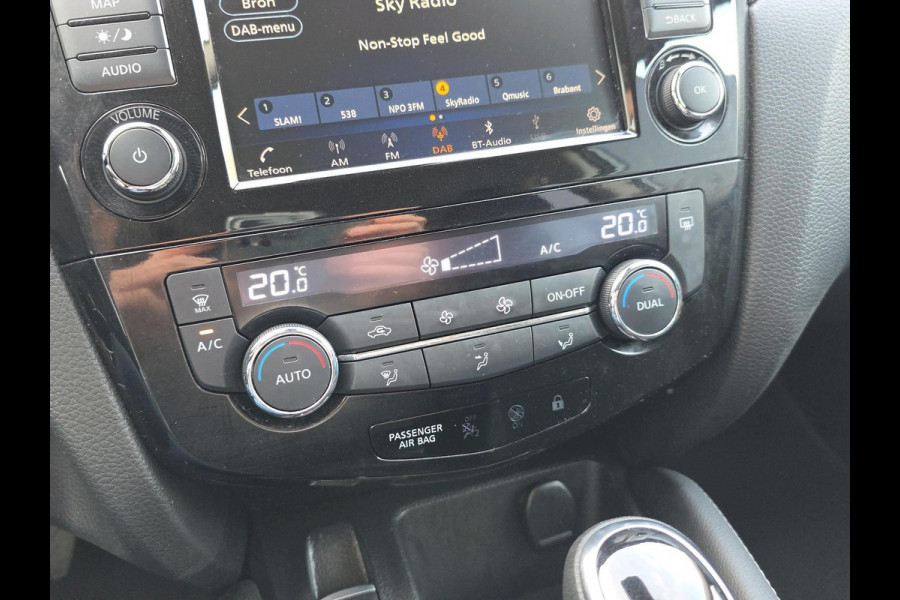 MAP
Bron
Sky Radio
BACK
DAB-menu
Non-Stop Feel Good
AUDIO
OK
VOLUME
1 2 3 4 5 6
SLAM! 538 NPO 3FM SkyRadio Qmusic Brabant
Telefoon AM FM DAB BT-Audio USB Instellingen
20.0 °C A/C 20.0 °C
MAX
ON-OFF
A/C
AUTO
DUAL
PASSENGER
AIR BAG